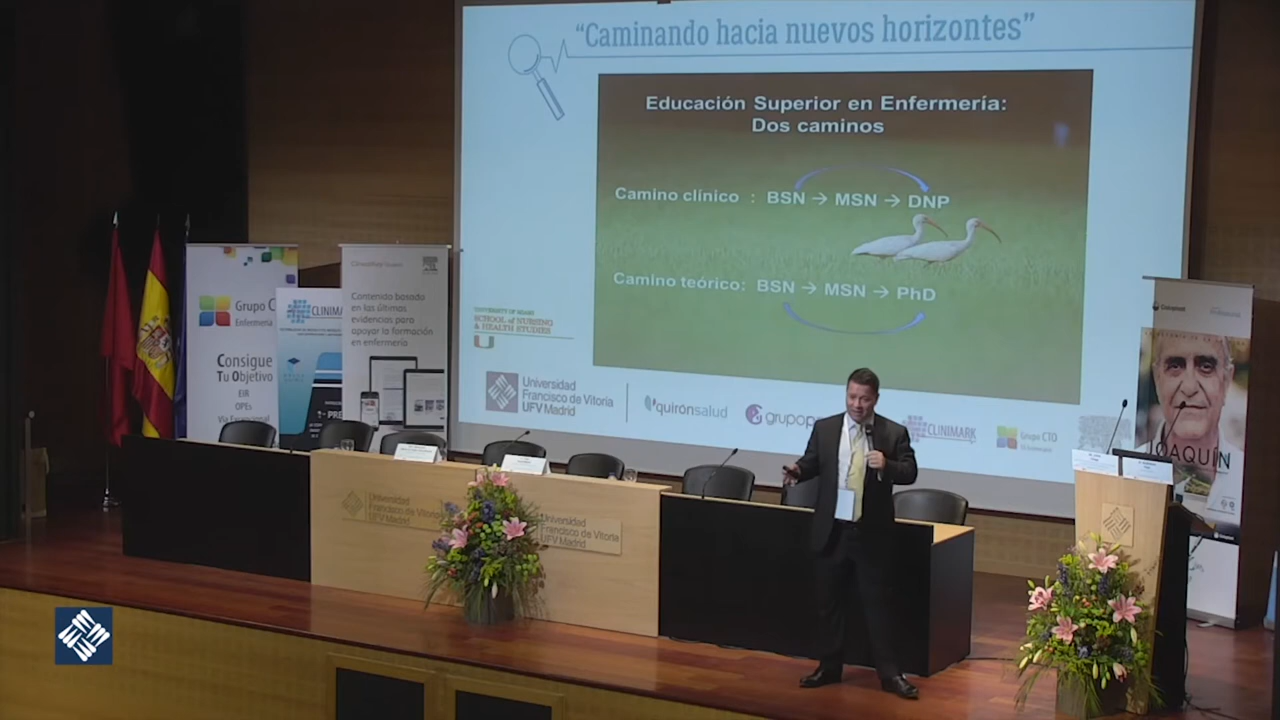 “Caminando hacia nuevos horizontes”
Educación Superior en Enfermería:
Dos caminos
Camino clínico : BSN → MSN → DNP
Camino teórico: BSN → MSN → PhD
UNIVERSITY OF MIAMI
SCHOOL of NURSING
& HEALTH STUDIES
Universidad
Francisco de Vitoria
UFV Madrid
quirónsalud
CLINIMARK
Grupo CTO
Grupo C
Enfermería
Consigue
Tu Objetivo
EIR
OPEs
CLINIMA
Contenido basado
en las últimas
evidencias para
apoyar la formación
en enfermería
Universidad
Francisco de Vitoria
UFV Madrid
Universidad
Francisco de Vitoria
UFV Madrid
JOAQUÍN